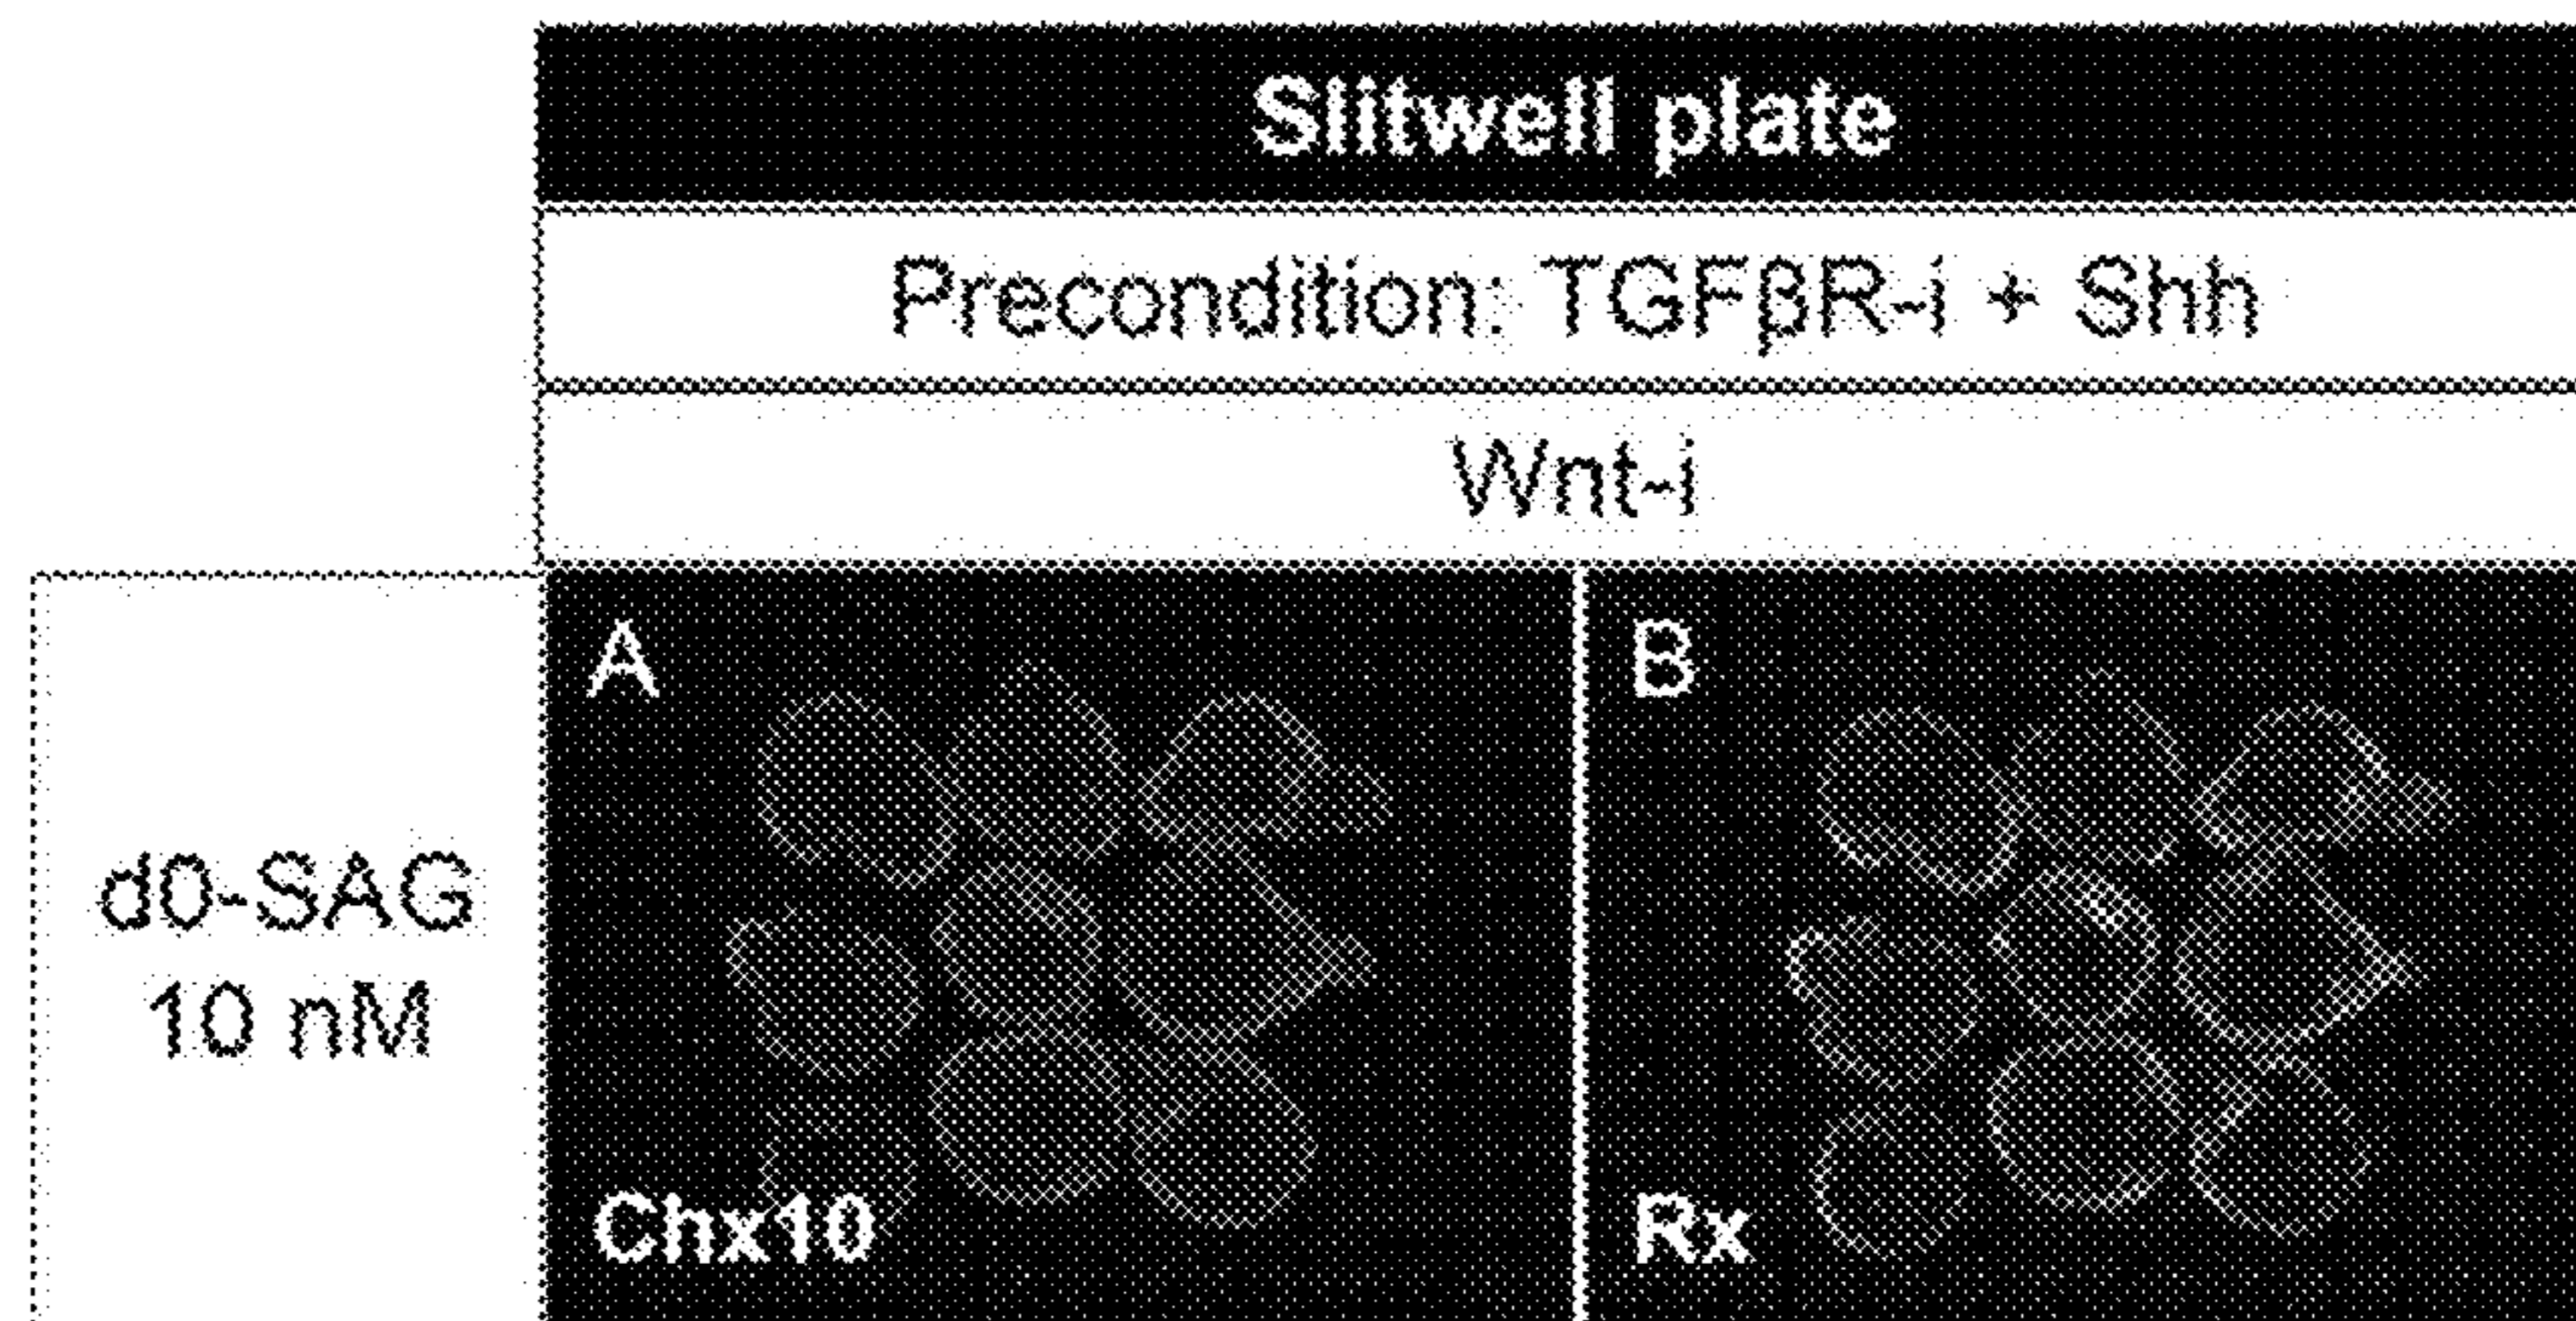 Slitwell plate
Precondition: TGFβR-i + Shh
Wnt-i
d0-SAG
10 nM
A
Chx10
B
Rx